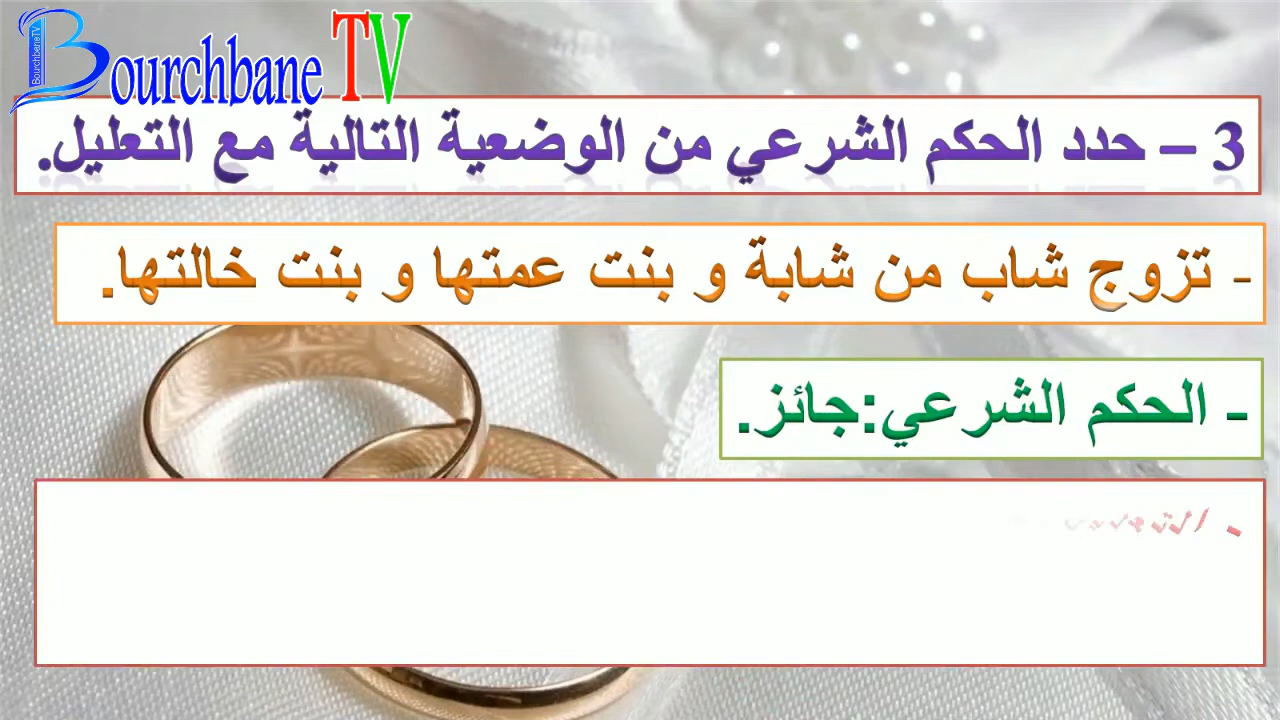 Bourchbane TV
BourchbaneTV
3 – حدد الحكم الشرعي من الوضعية التالية مع التعليل.
- تزوج شاب من شابة و بنت عمتها و بنت خالتها.
- الحكم الشرعي:جائز.